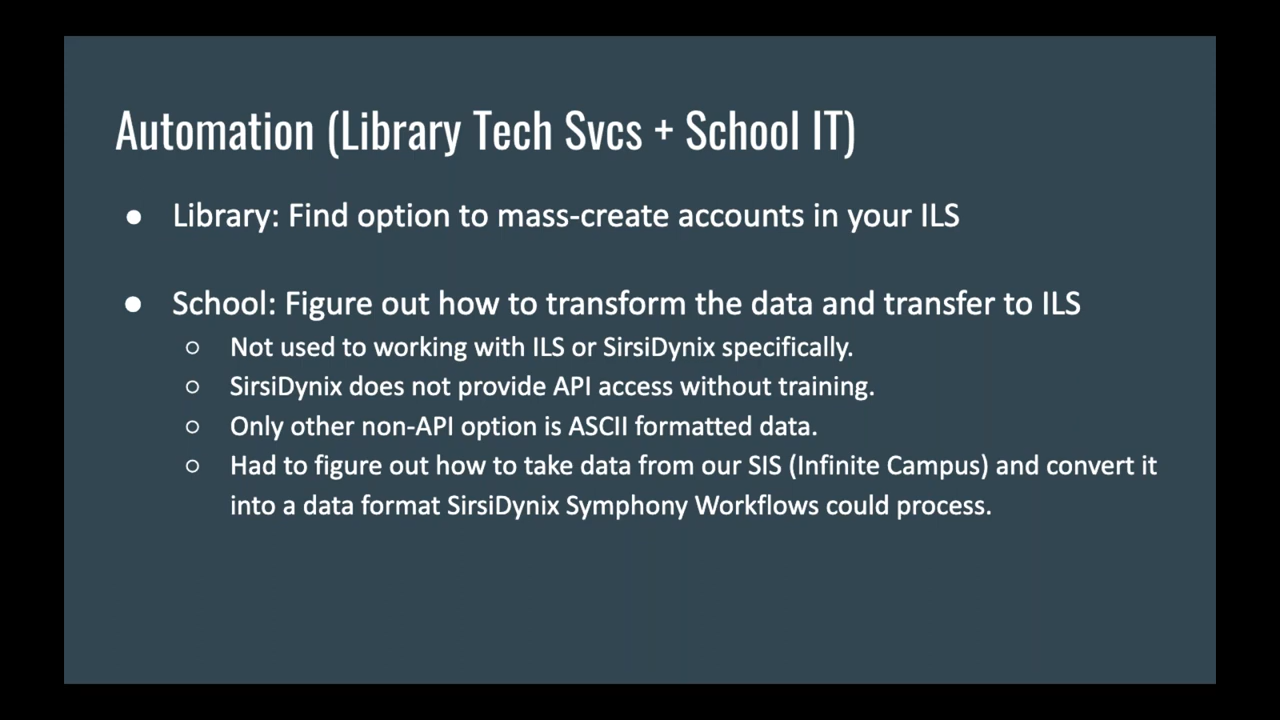 Automation (Library Tech Svcs + School IT)
● Library: Find option to mass-create accounts in your ILS
● School: Figure out how to transform the data and transfer to ILS
○ Not used to working with ILS or SirsiDynix specifically.
○ SirsiDynix does not provide API access without training.
○ Only other non-API option is ASCII formatted data.
○ Had to figure out how to take data from our SIS (Infinite Campus) and convert it
into a data format SirsiDynix Symphony Workflows could process.